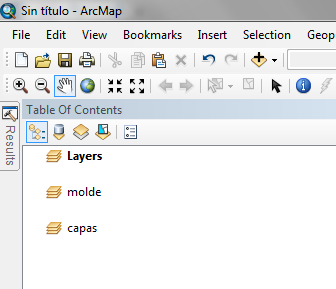 Sin título - ArcMap
File Edit View Bookmarks Insert Selection Geop
Table Of Contents
Results
Layers
molde
capas